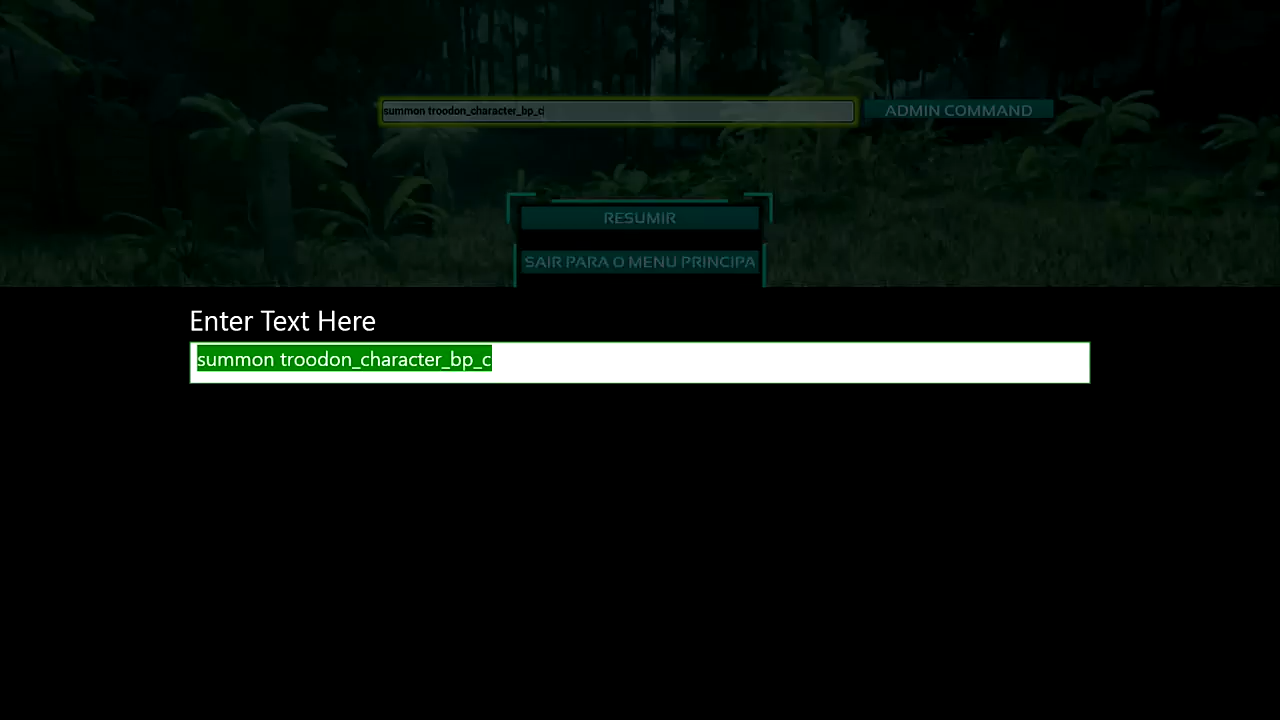 summon troodon_character_bp_c
ADMIN COMMAND
RESUMIR
SAIR PARA O MENU PRINCIPA
Enter Text Here
summon troodon_character_bp_c